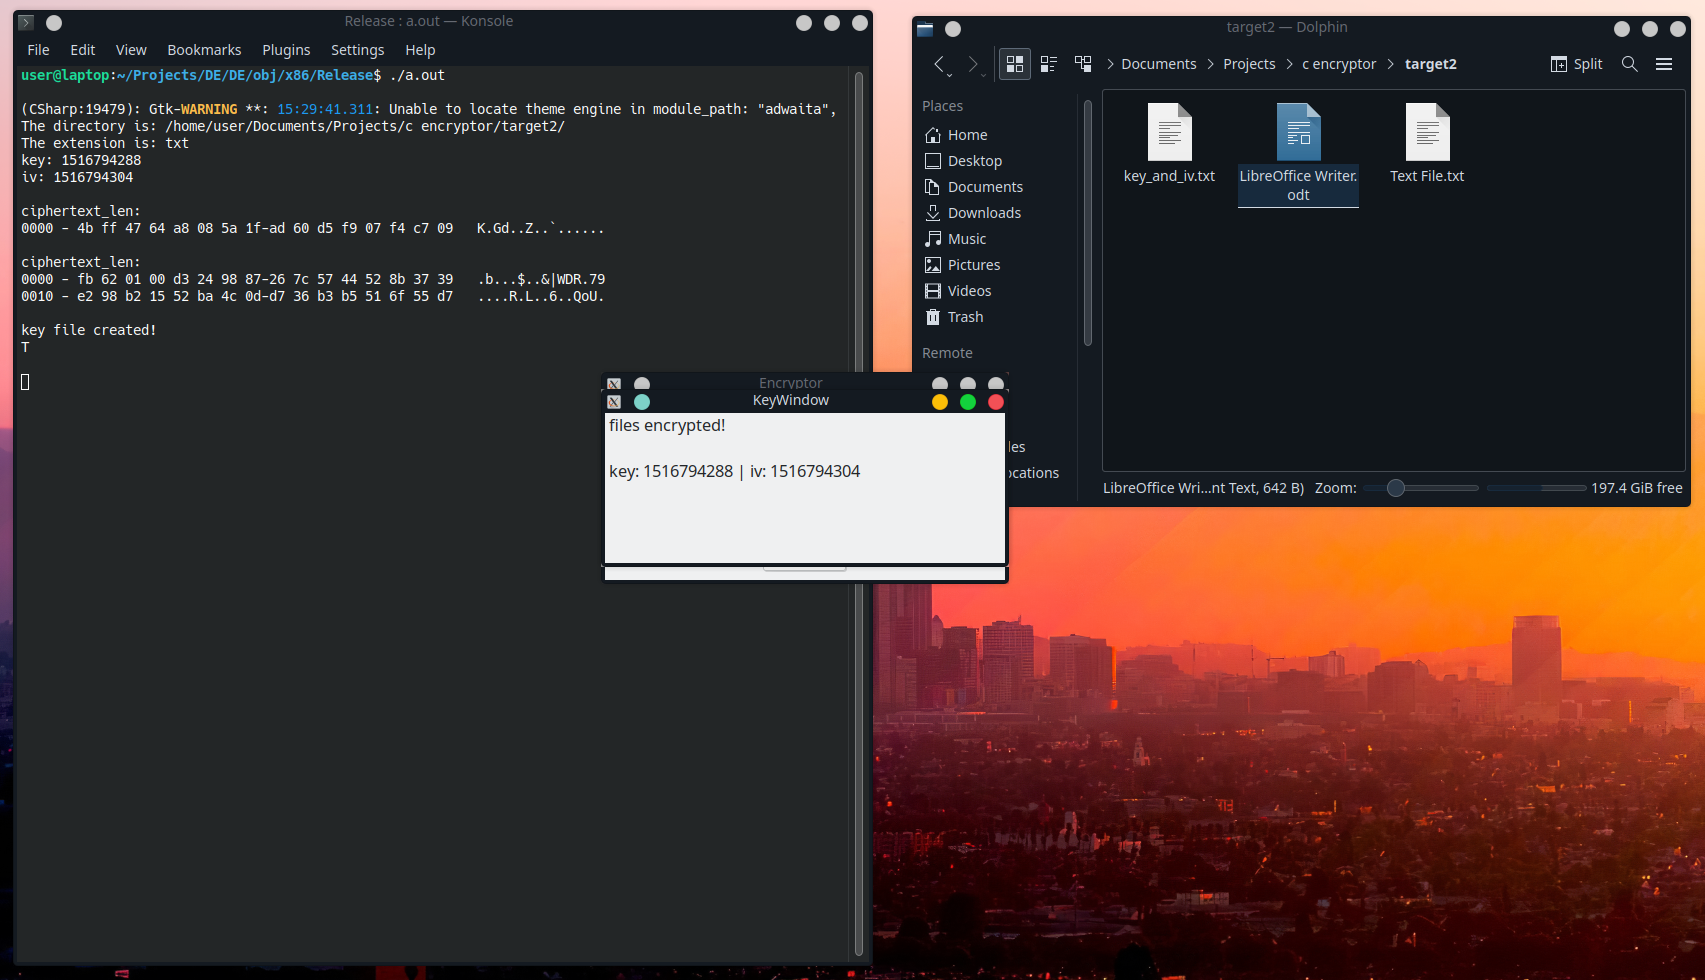 Release : a.out — Konsole
File Edit View Bookmarks Plugins Settings Help
user@laptop:~/Projects/DE/DE/obj/x86/Release$ ./a.out
(CSharp:19479): Gtk-WARNING **: 15:29:41.311: Unable to locate theme engine in module_path: "adwaita",
The directory is: /home/user/Documents/Projects/c encryptor/target2/
The extension is: txt
key: 1516794288
iv: 1516794304
ciphertext_len:
0000 - 4b ff 47 64 a8 08 5a 1f-ad 60 d5 f9 07 f4 c7 09   K.Gd..Z..`......
ciphertext_len:
0000 - fb 62 01 00 d3 24 98 87-26 7c 57 44 52 8b 37 39   .b...$..&|WDR.79
0010 - e2 98 b2 15 52 ba 4c 0d-d7 36 b3 b5 51 6f 55 d7   ....R.L..6..QoU.
key file created!
T
target2 — Dolphin
Documents > Projects > c encryptor > target2
Split
Places
Home
Desktop
Documents
Downloads
Music
Pictures
Videos
Trash
Remote
les
ocations
key_and_iv.txt
LibreOffice Writer.
odt
Text File.txt
LibreOffice Wri...nt Text, 642 B) Zoom: 197.4 GiB free
Encryptor
KeyWindow
files encrypted!
key: 1516794288 | iv: 1516794304